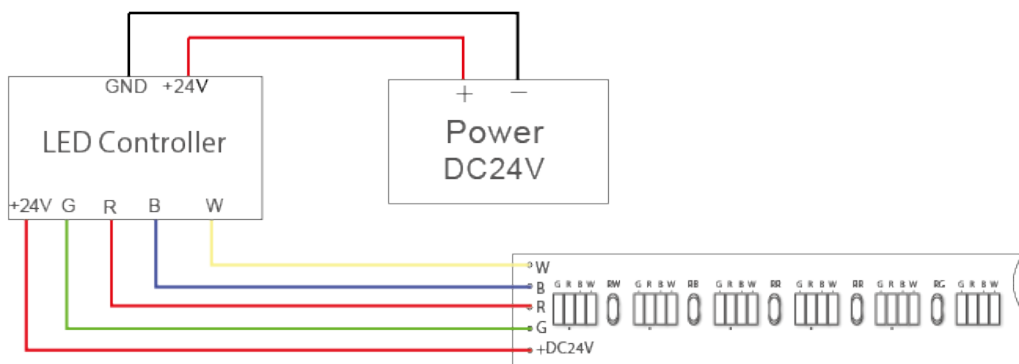 GND +24V
LED Controller
+ −
Power
DC24V
+24V G R B W
W
B
R
G
+DC24V
G R B W RW G R B W RB G R B W RR G R B W RR G R B W RG G R B W